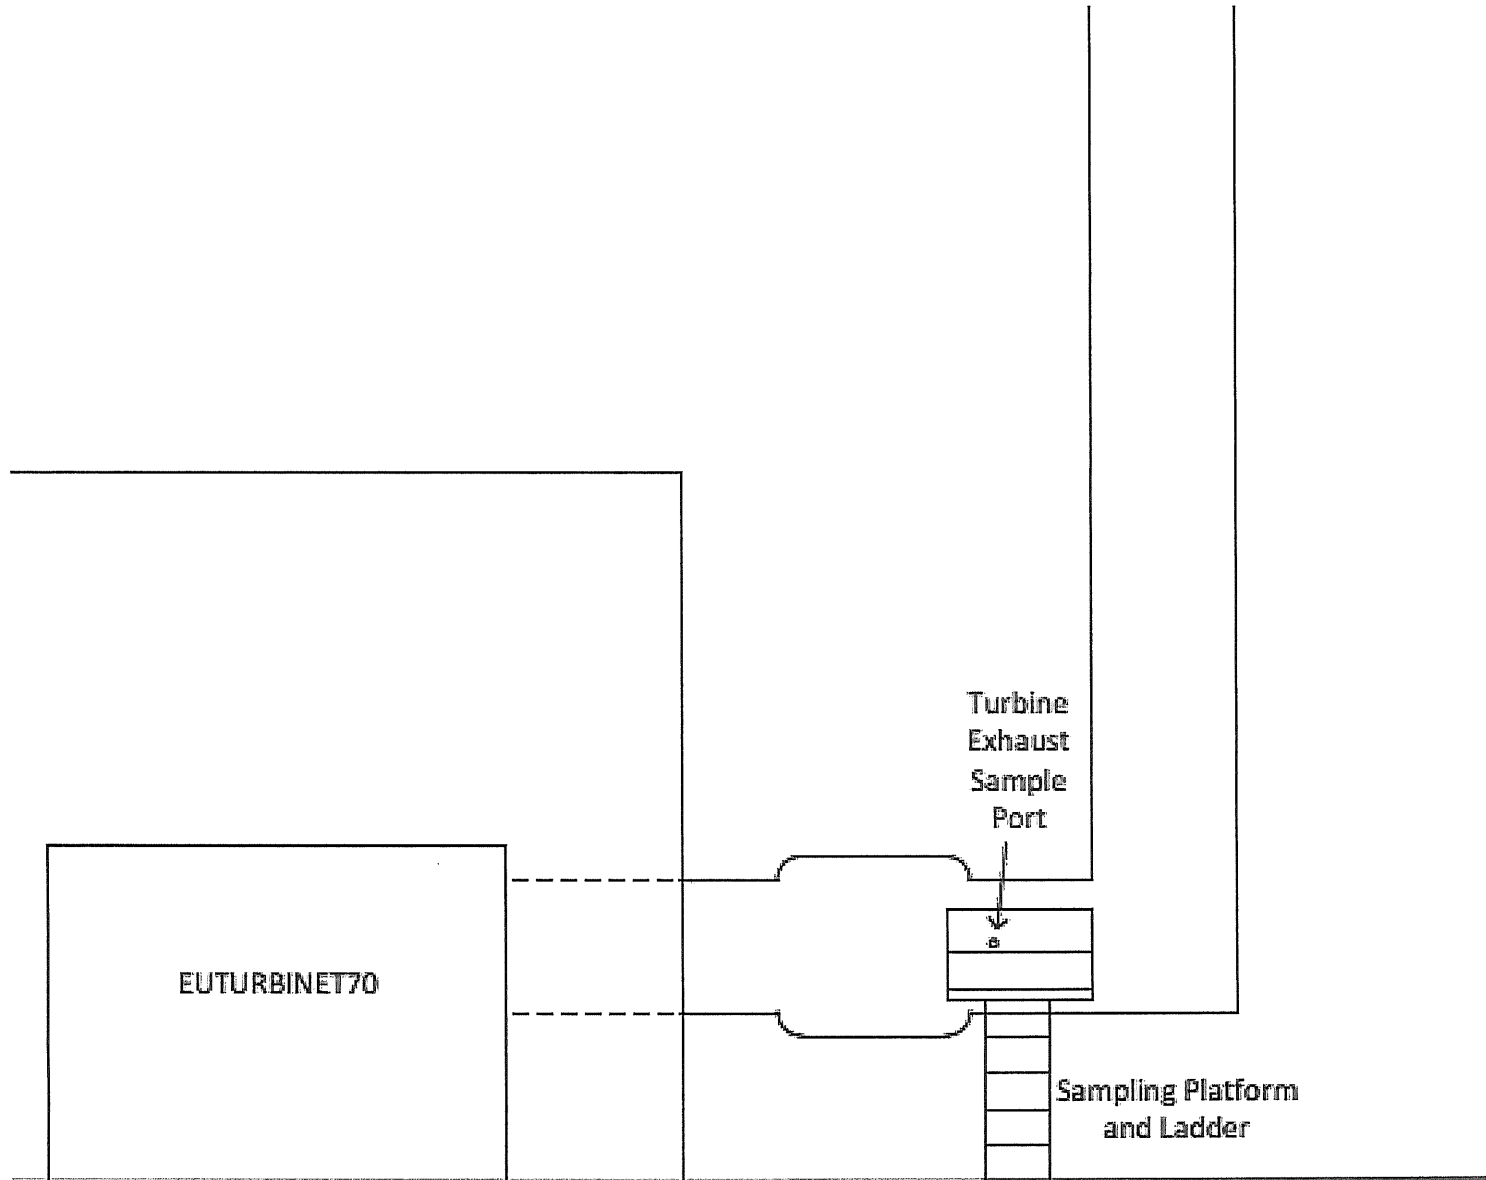 Turbine
Exhaust
Sample
Port
EUTURBINET70
Sampling Platform
and Ladder